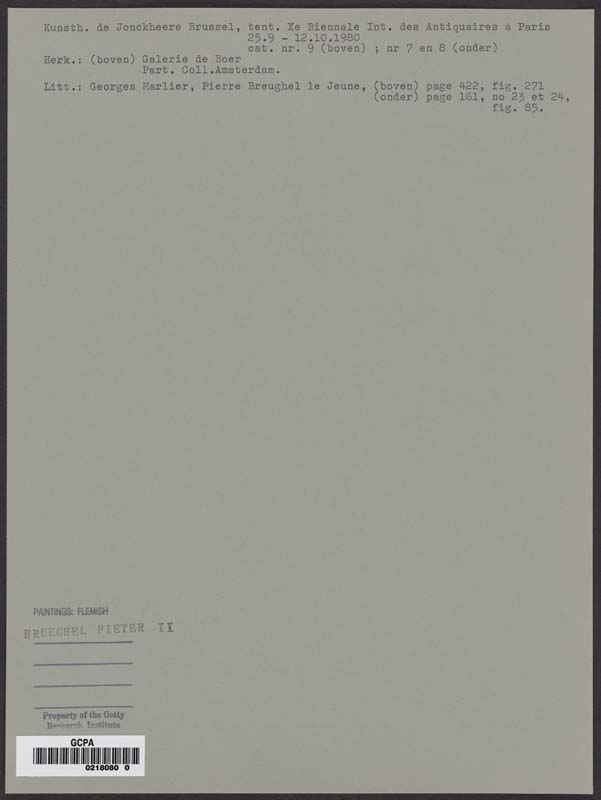 Kunsth. de Jonckheere Brussel, tent. Xe Biennale Int. des Antiquaires à Paris
25.9 - 12.10.1980
cat. nr. 9 (boven) ; nr 7 en 8 (onder)
Herk.: (boven) Galerie de Boer
Part. Coll.Amsterdam.
Litt.: Georges Marlier, Pierre Breughel le Jeune, (boven) page 422, fig. 271
(onder) page 161, no 23 et 24,
fig. 85.
PAINTINGS: FLEMISH
BRUEGHEL PIETER II
Property of the Getty
Research Institute
GCPA
0218080 0